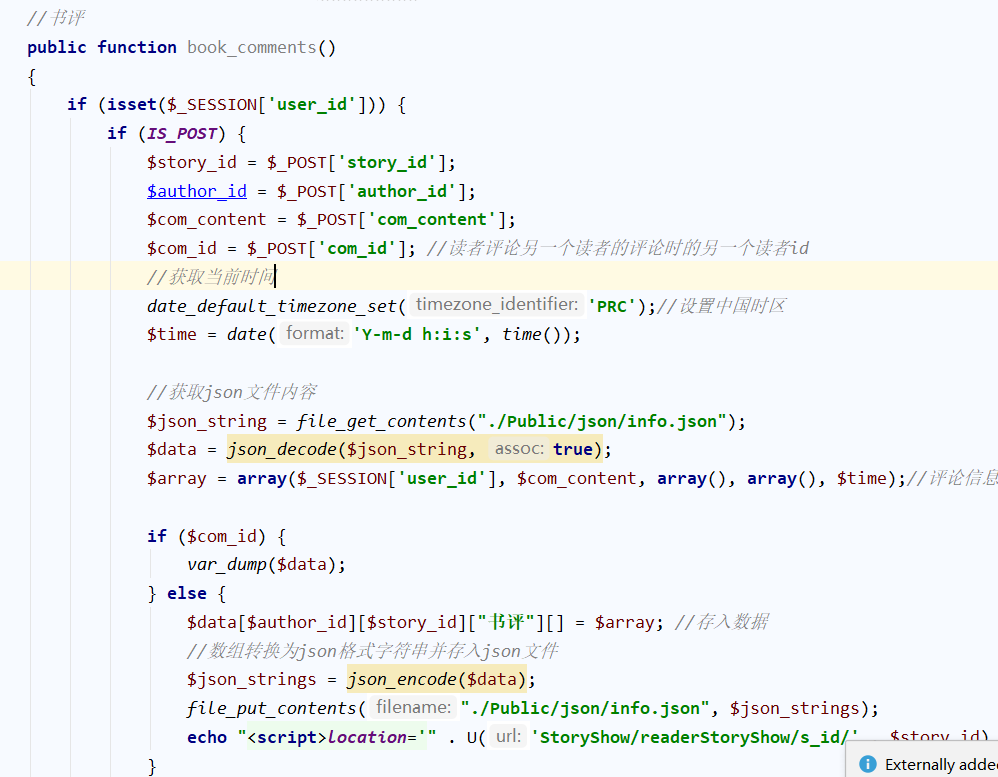 //书评
public function book_comments()
{
if (isset($_SESSION['user_id'])) {
if (IS_POST) {
$story_id = $_POST['story_id'];
$author_id = $_POST['author_id'];
$com_content = $_POST['com_content'];
$com_id = $_POST['com_id']; //读者评论另一个读者的评论时的另一个读者id
//获取当前时间
date_default_timezone_set( timezone_identifier: 'PRC');//设置中国时区
$time = date( format: 'Y-m-d h:i:s', time());
//获取json文件内容
$json_string = file_get_contents("./Public/json/info.json");
$data = json_decode($json_string, assoc: true);
$array = array($_SESSION['user_id'], $com_content, array(), array(), $time);//评论信息
if ($com_id) {
var_dump($data);
} else {
$data[$author_id][$story_id]["书评"][] = $array; //存入数据
//数组转换为json格式字符串并存入json文件
$json_strings = json_encode($data);
file_put_contents( filename: "./Public/json/info.json", $json_strings);
echo "<script>location='" . U( url: 'StoryShow/readerStoryShow/s_id/' . $story_id)
}
Externally added